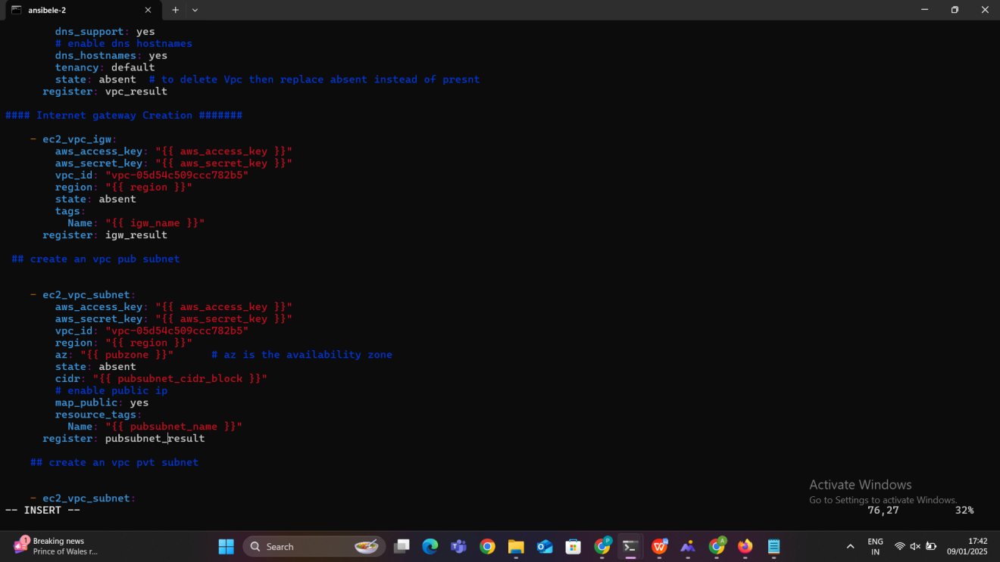 ansibele-2
dns_support: yes
# enable dns hostnames
dns_hostnames: yes
tenancy: default
state: absent  # to delete Vpc then replace absent instead of presnt
register: vpc_result
#### Internet gateway Creation #######
- ec2_vpc_igw:
aws_access_key: "{{ aws_access_key }}"
aws_secret_key: "{{ aws_secret_key }}"
vpc_id: "vpc-05d54c509ccc782b5"
region: "{{ region }}"
state: absent
tags:
Name: "{{ igw_name }}"
register: igw_result
## create an vpc pub subnet
- ec2_vpc_subnet:
aws_access_key: "{{ aws_access_key }}"
aws_secret_key: "{{ aws_secret_key }}"
vpc_id: "vpc-05d54c509ccc782b5"
region: "{{ region }}"
az: "{{ pubzone }}"      # az is the availability zone
state: absent
cidr: "{{ pubsubnet_cidr_block }}"
# enable public ip
map_public: yes
resource_tags:
Name: "{{ pubsubnet_name }}"
register: pubsubnet_result
## create an vpc pvt subnet
- ec2_vpc_subnet:
-- INSERT --
76,27
32%
Activate Windows
Go to Settings to activate Windows.
1
Breaking news
Prince of Wales r...
Search
P
A
ENG
IN
17:42
09/01/2025